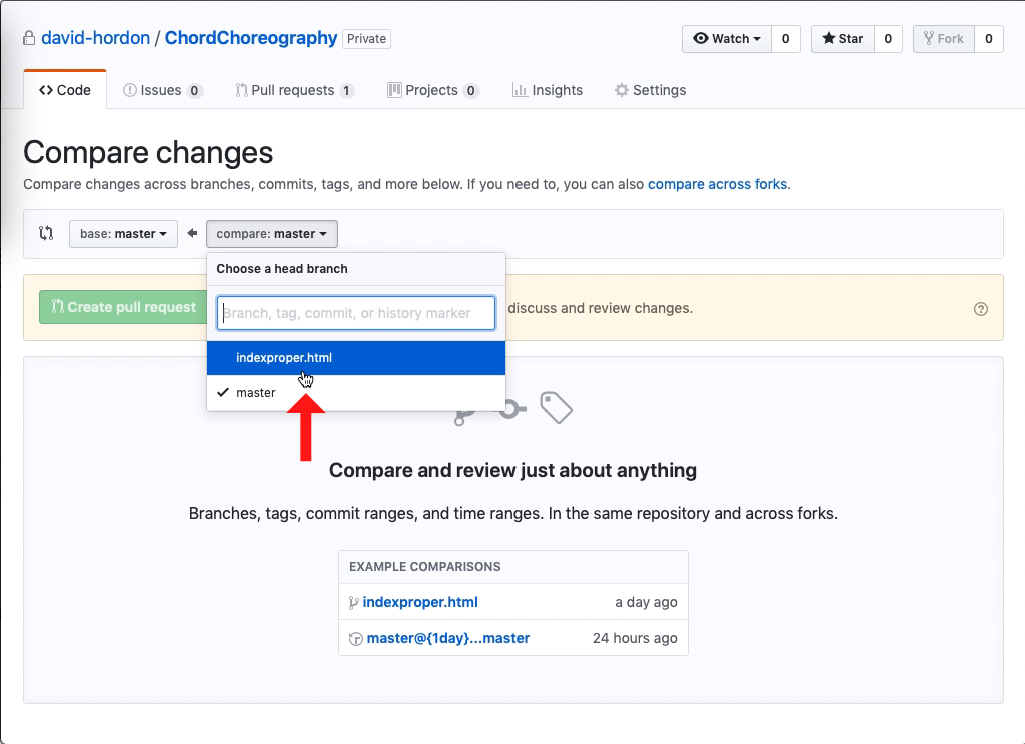 david-hordon / ChordChoreography Private
Watch 0 Star 0 Fork 0
Code Issues 0 Pull requests 1 Projects 0 Insights Settings
Compare changes
Compare changes across branches, commits, tags, and more below. If you need to, you can also compare across forks.
base: master compare: master
Choose a head branch
Create pull request discuss and review changes.
Branch, tag, commit, or history marker
indexproper.html
master
Compare and review just about anything
Branches, tags, commit ranges, and time ranges. In the same repository and across forks.
EXAMPLE COMPARISONS
indexproper.html a day ago
master@{1day}...master 24 hours ago